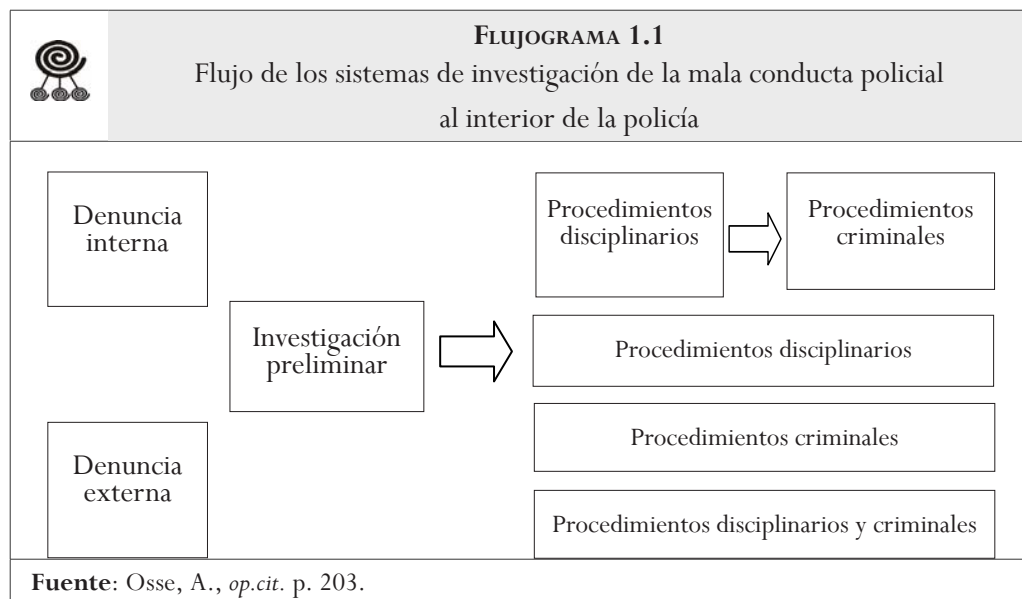 FLUJOGRAMA 1.1
Flujo de los sistemas de investigación de la mala conducta policial
al interior de la policía
Denuncia
interna
Procedimientos
disciplinarios
Procedimientos
criminales
Investigación
preliminar
Procedimientos disciplinarios
Procedimientos criminales
Denuncia
externa
Procedimientos disciplinarios y criminales
Fuente: Osse, A., op.cit. p. 203.